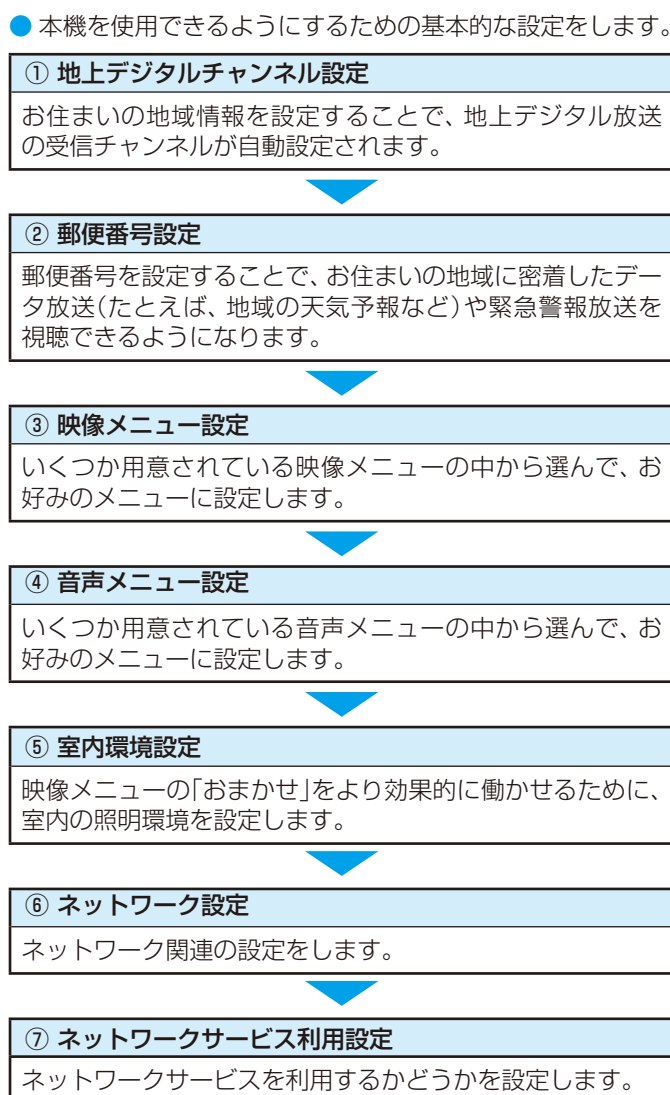 ● 本機を使用できるようにするための基本的な設定をします。
① 地上デジタルチャンネル設定
お住まいの地域情報を設定することで、地上デジタル放送
の受信チャンネルが自動設定されます。
② 郵便番号設定
郵便番号を設定することで、お住まいの地域に密着したデー
タ放送（たとえば、地域の天気予報など）や緊急警報放送を
視聴できるようになります。
③ 映像メニュー設定
いくつか用意されている映像メニューの中から選んで、お
好みのメニューに設定します。
④ 音声メニュー設定
いくつか用意されている音声メニューの中から選んで、お
好みのメニューに設定します。
⑤ 室内環境設定
映像メニューの「おまかせ」をより効果的に働かせるために、
室内の照明環境を設定します。
⑥ ネットワーク設定
ネットワーク関連の設定をします。
⑦ ネットワークサービス利用設定
ネットワークサービスを利用するかどうかを設定します。